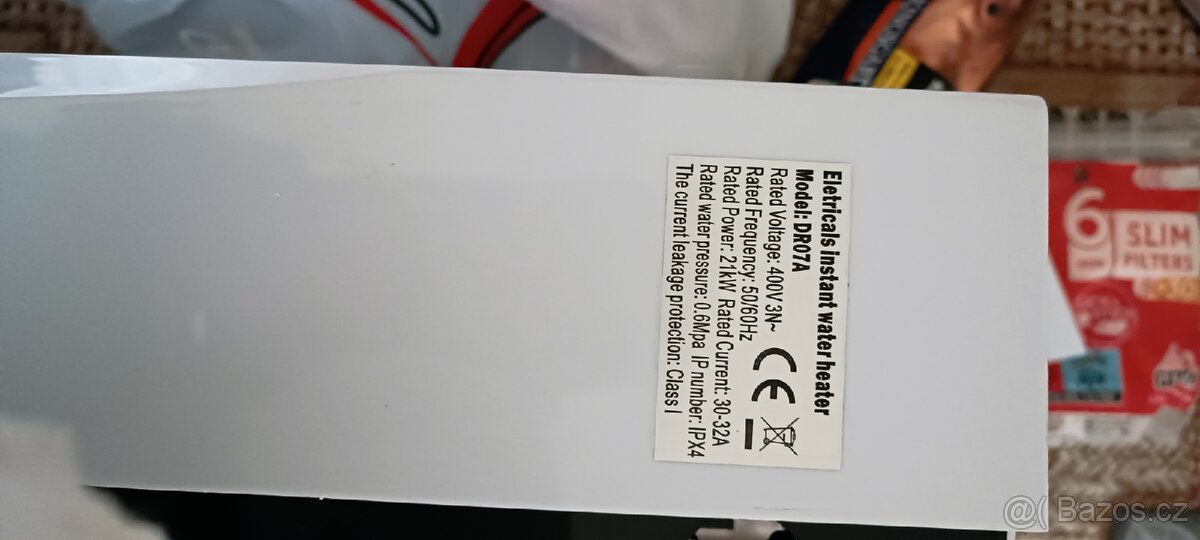 Eletricals instant water heater
Model: DR07A
Rated Voltage: 400V 3N~
Rated Frequency: 50/60Hz
Rated Power: 21kW Rated Current: 30-32A
Rated water pressure: 0.6Mpa IP number: IPX4
The current leakage protection: Class I
CE
6
SLIM
FILTERS
@( Bazos.cz